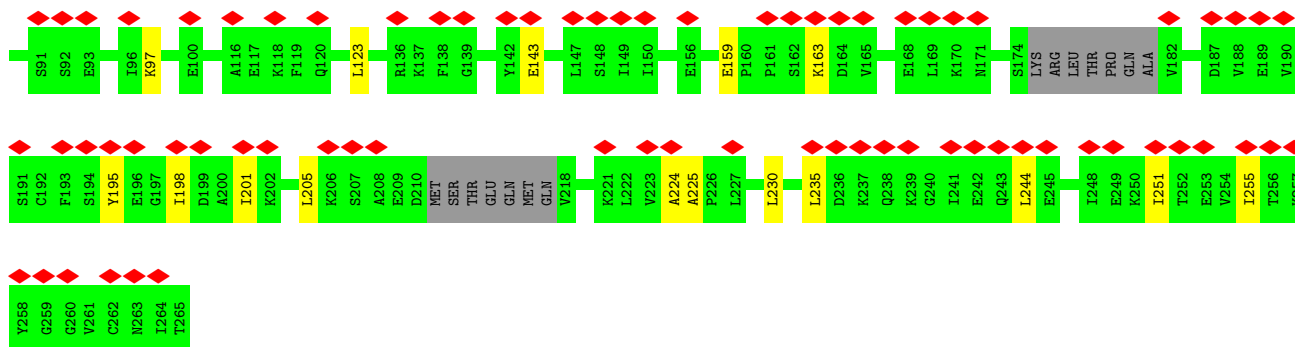 S91 S92 E93 I96 K97 E100 A116 E117 K118 F119 Q120 L123 R136 K137 F138 G139 Y142 E143 L147 S148 I149 I150 E156 E159 P160 P161 S162 K163 D164 V165 E168 L169 K170 N171 S174 LYS ARG LEU THR PRO GLN ALA V182 D187 V188 E189 V190
S191 C192 F193 S194 Y195 E196 G197 I198 D199 A200 I201 K202 L205 K206 S207 A208 E209 D210 MET SER THR GLU GLN MET GLN V218 K221 L222 V223 A224 A225 P226 L227 L230 L235 D236 K237 Q238 K239 G240 I241 E242 Q243 L244 E245 I248 E249 K250 I251 T252 E253 V254 I255 T256 K257
Y258 G259 G260 V261 C262 N263 I264 T265